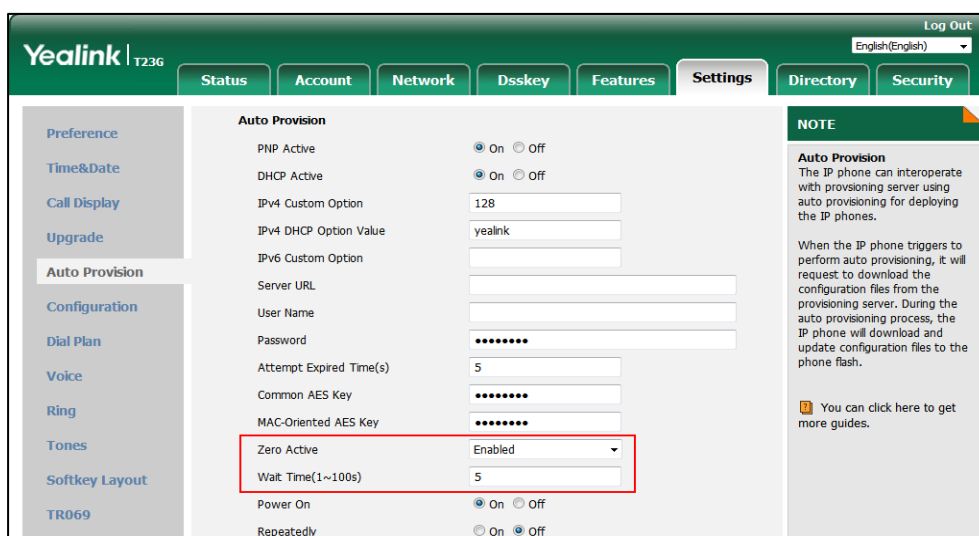 Log Out
Yealink T23G
English(English)
Status Account Network Dsskey Features Settings Directory Security
Preference
Time&Date
Call Display
Upgrade
Auto Provision
Configuration
Dial Plan
Voice
Ring
Tones
Softkey Layout
TR069
Auto Provision
PNP Active On Off
DHCP Active On Off
IPv4 Custom Option 128
IPv4 DHCP Option Value yealink
IPv6 Custom Option
Server URL
User Name
Password ••••••••
Attempt Expired Time(s) 5
Common AES Key ••••••••
MAC-Oriented AES Key ••••••••
Zero Active Enabled
Wait Time(1~100s) 5
Power On On Off
Repeatedly On Off
NOTE
Auto Provision
The IP phone can interoperate
with provisioning server using
auto provisioning for deploying
the IP phones.
When the IP phone triggers to
perform auto provisioning, it will
request to download the
configuration files from the
provisioning server. During the
auto provisioning process, the
IP phone will download and
update configuration files to the
phone flash.
You can click here to get
more guides.